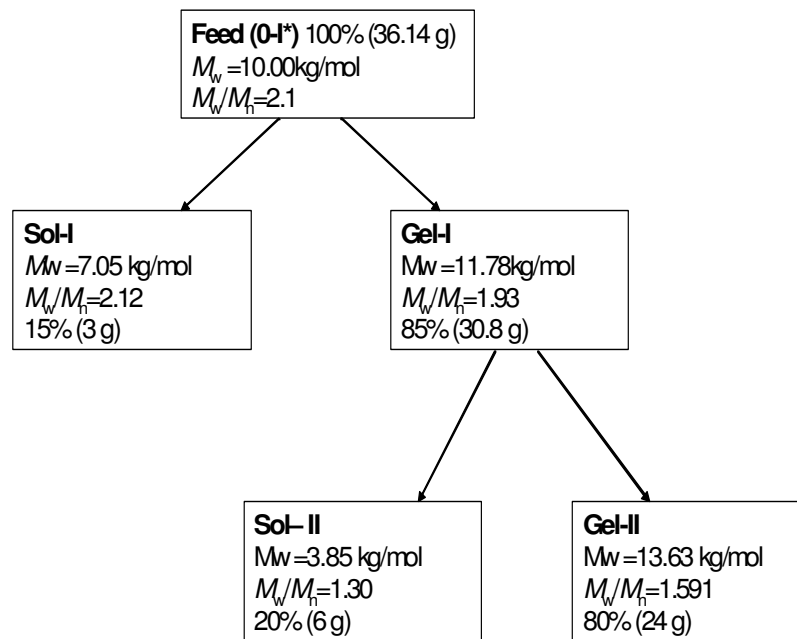 Feed (0-I*) 100% (36.14 g)
Mw =10.00kg/mol
Mw/Mn=2.1
Sol-I
Mw =7.05 kg/mol
Mw/Mn=2.12
15% (3 g)
Gel-I
Mw =11.78kg/mol
Mw/Mn=1.93
85% (30.8 g)
Sol– II
Mw =3.85 kg/mol
Mw/Mn=1.30
20% (6 g)
Gel-II
Mw =13.63 kg/mol
Mw/Mn=1.591
80% (24 g)